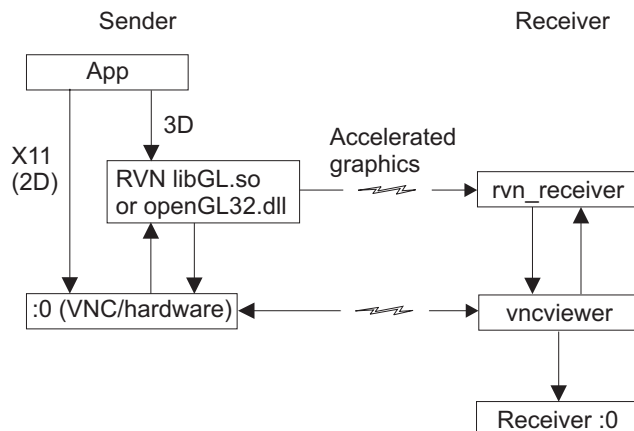 Sender
Receiver
App
3D
X11
(2D)
Accelerated
graphics
RVN libGL.so
or openGL32.dll
rvn_receiver
:0 (VNC/hardware)
vncviewer
Receiver :0